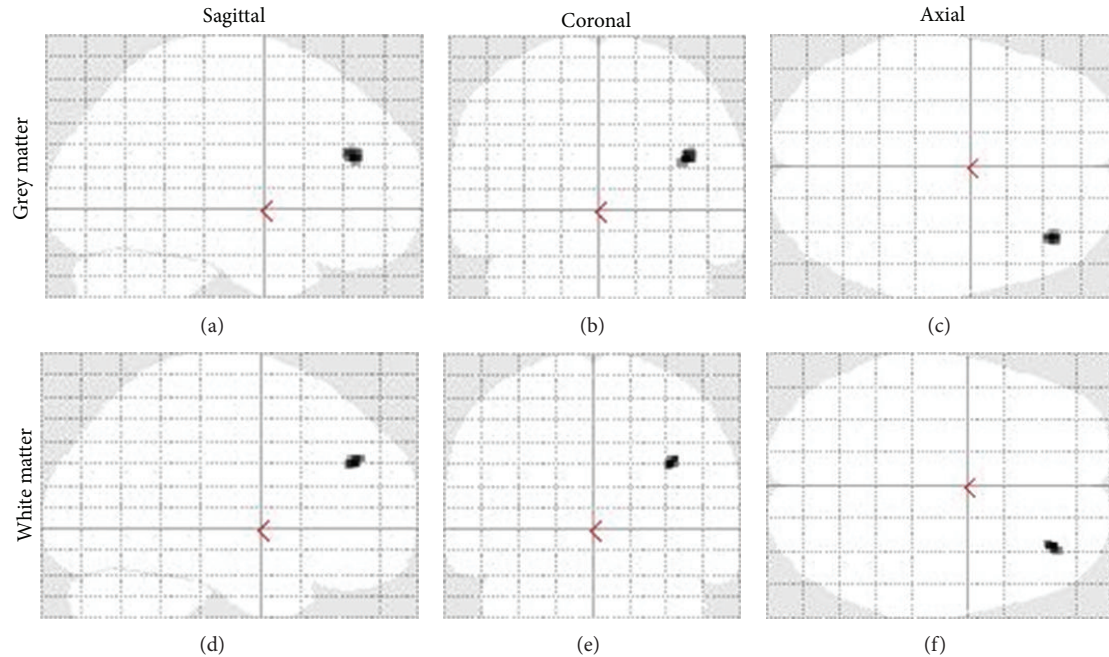 Sagittal
Coronal
Axial
Grey matter
(a)
(b)
(c)
White matter
(d)
(e)
(f)